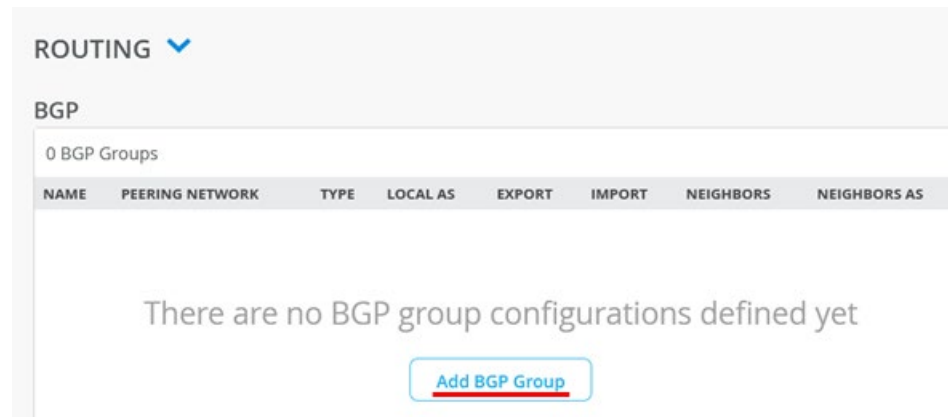 ROUTING
BGP
0 BGP Groups
NAME PEERING NETWORK TYPE LOCAL AS EXPORT IMPORT NEIGHBORS NEIGHBORS AS
There are no BGP group configurations defined yet
Add BGP Group